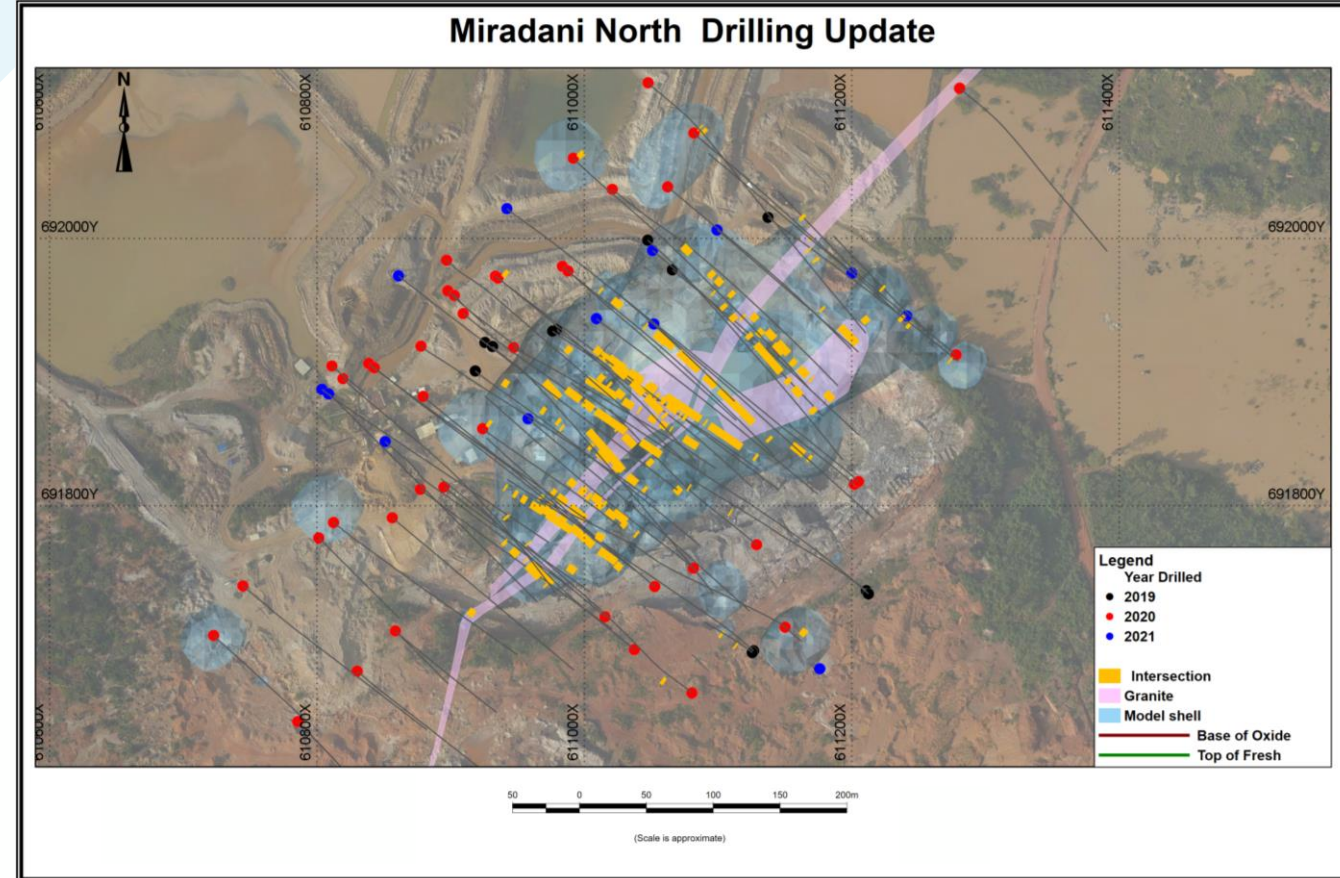 Miradani North  Drilling Update
N
610600X
610800X
611000X
611200X
611400X
692000Y
692000Y
691800Y
691800Y
610600X
610800X
611000X
611200X
Legend
Year Drilled
2019
2020
2021
Intersection
Granite
Model shell
Base of Oxide
Top of Fresh
50 0 50 100 150 200m
(Scale is approximate)